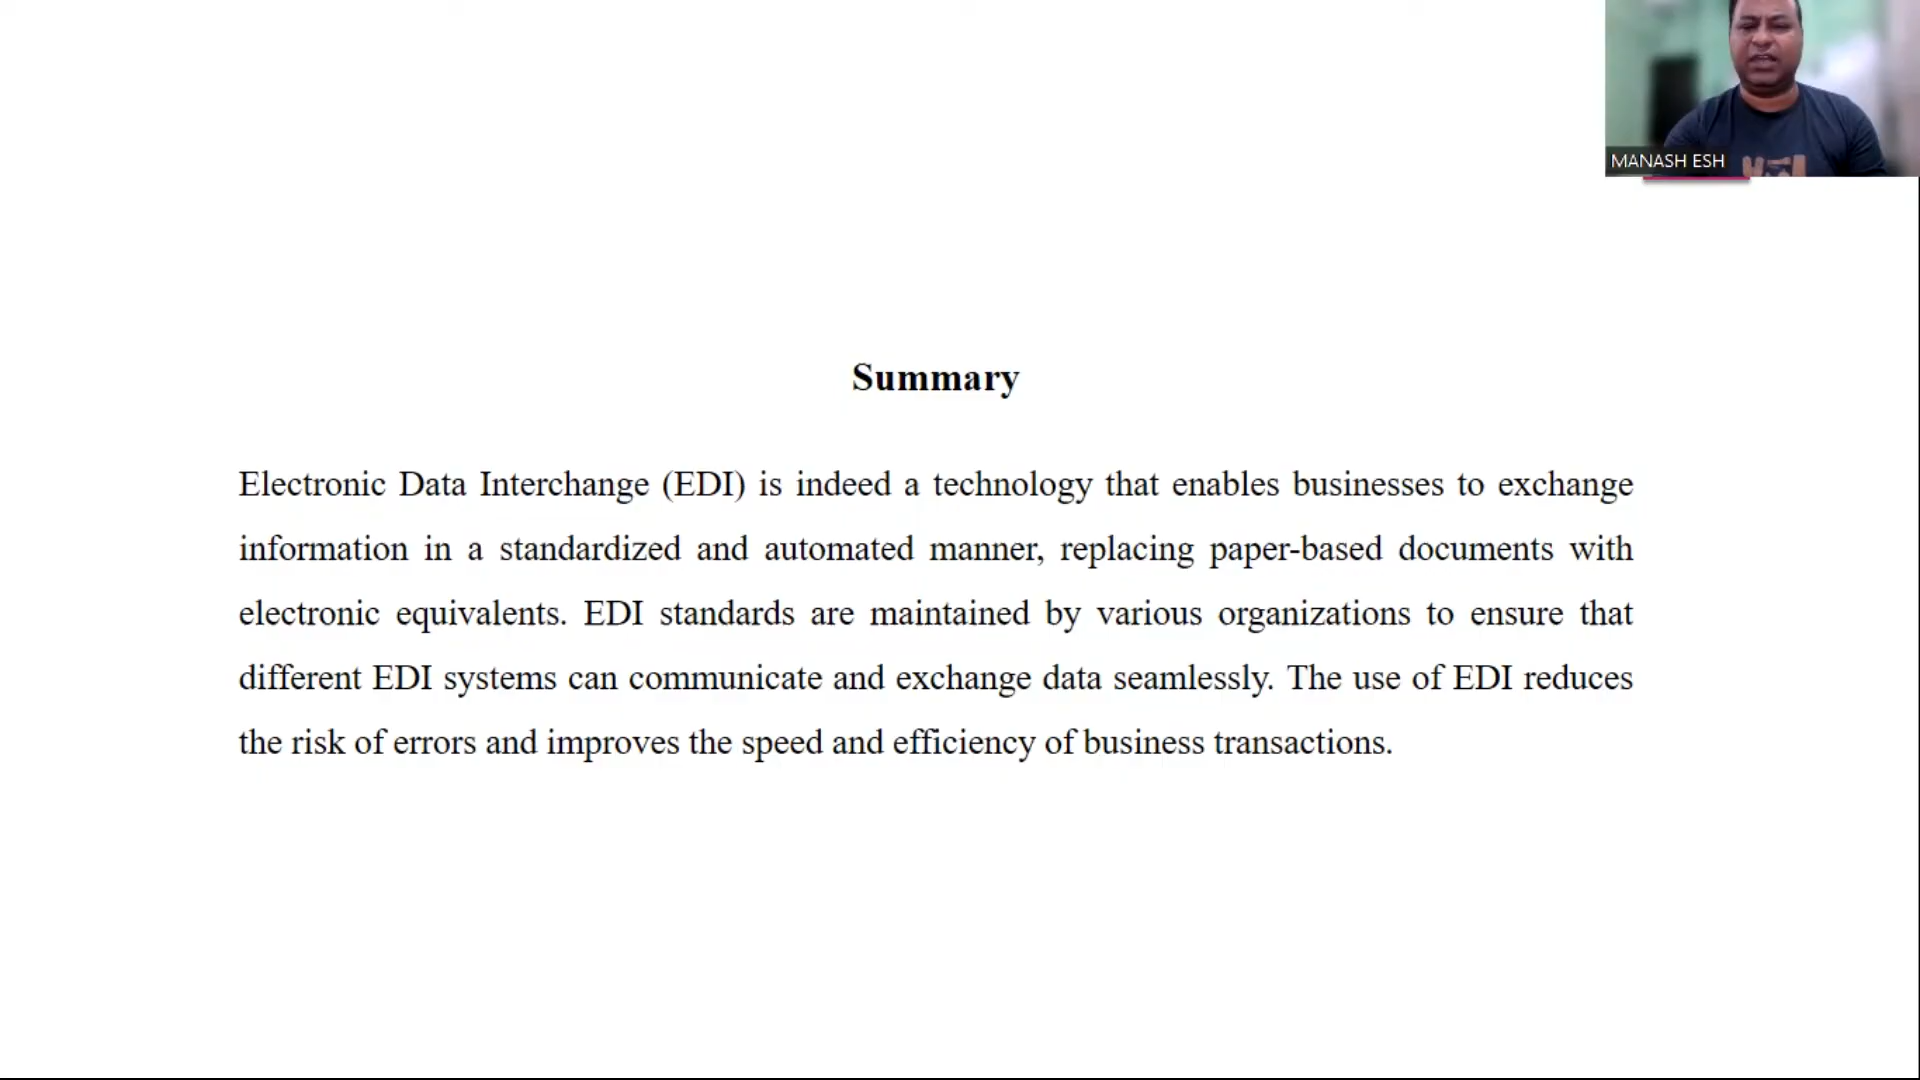 MANASH ESH
Summary
Electronic Data Interchange (EDI) is indeed a technology that enables businesses to exchange
information in a standardized and automated manner, replacing paper-based documents with
electronic equivalents. EDI standards are maintained by various organizations to ensure that
different EDI systems can communicate and exchange data seamlessly. The use of EDI reduces
the risk of errors and improves the speed and efficiency of business transactions.